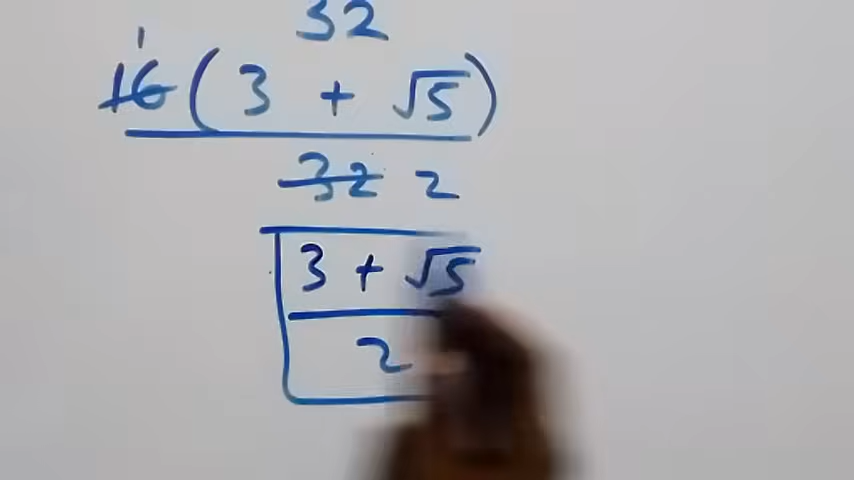 32
1
16 ( 3 + √5 )
32 2
3 + √5
2